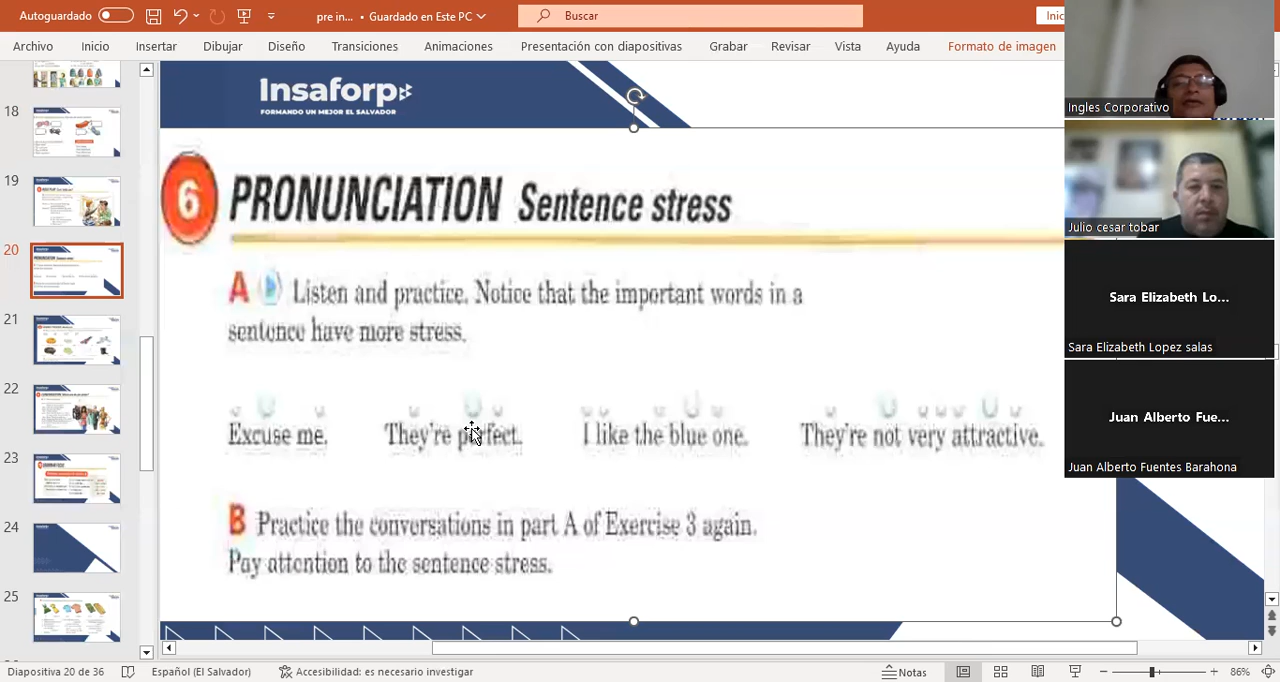 Autoguardado
pre in... • Guardado en Este PC
Buscar
Inic
Archivo Inicio Insertar Dibujar Diseño Transiciones Animaciones Presentación con diapositivas Grabar Revisar Vista Ayuda Formato de imagen
18
19
20
21
22
23
24
25
Insaforp
FORMANDO UN MEJOR EL SALVADOR
6 PRONUNCIATION Sentence stress
A Listen and practice. Notice that the important words in a
sentence have more stress.
Excuse me. They're perfect. I like the blue one. They're not very attractive.
B Practice the conversations in part A of Exercise 3 again.
Pay attention to the sentence stress.
Ingles Corporativo
Julio cesar tobar
Sara Elizabeth Lo...
Sara Elizabeth Lopez salas
Juan Alberto Fue...
Juan Alberto Fuentes Bamona
Diapositiva 20 de 36 Español (El Salvador) Accesibilidad: es necesario investigar Notas 86%